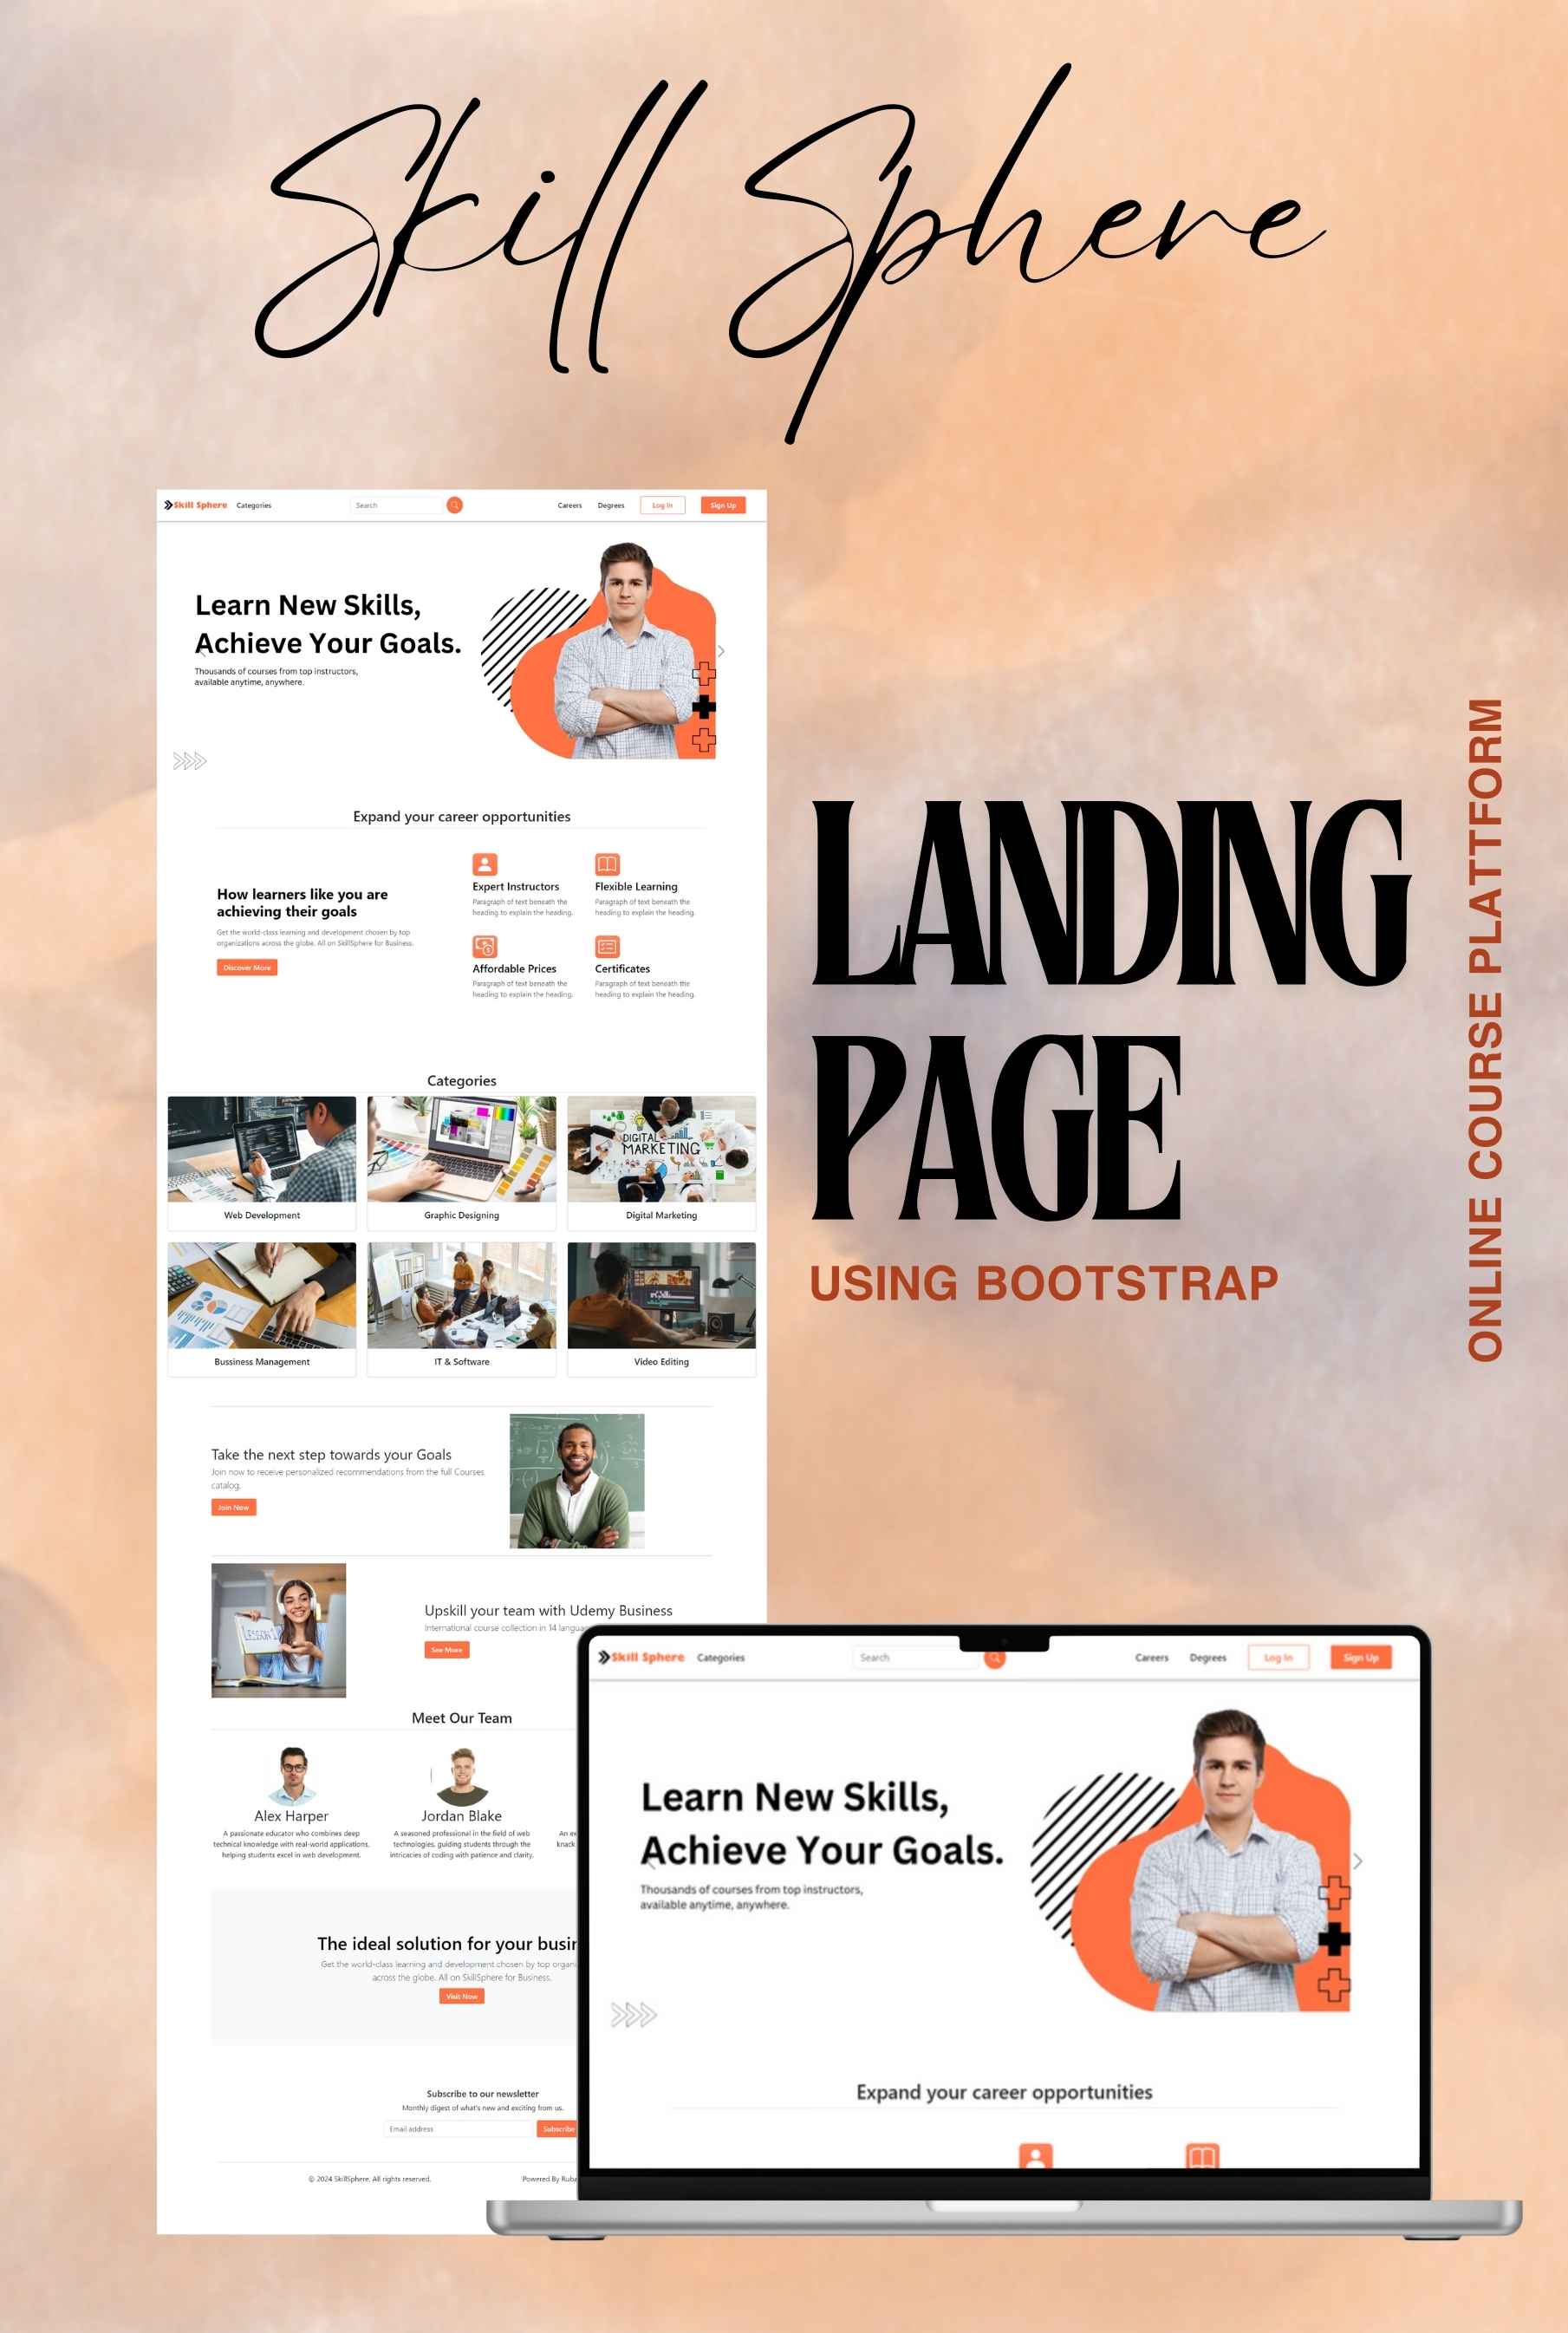 Skill Sphere
Skill Sphere Categories Search Careers Degrees Log In Sign Up
Learn New Skills,
Achieve Your Goals.
Thousands of courses from top instructors,
available anytime, anywhere.
Expand your career opportunities
How learners like you are
achieving their goals
Get the world-class learning and development chosen by top
organizations across the globe. All on SkillSphere for Business.
Discover More
Expert Instructors
Paragraph of text beneath the
heading to explain the heading.
Flexible Learning
Paragraph of text beneath the
heading to explain the heading.
Affordable Prices
Paragraph of text beneath the
heading to explain the heading.
Certificates
Paragraph of text beneath the
heading to explain the heading.
Categories
DIGITAL
MARKETING
Web Development
Graphic Designing
Digital Marketing
Bussiness Management
IT & Software
Video Editing
Take the next step towards your Goals
Join now to receive personalized recommendations from the full Courses
catalog.
Join Now
LESSON 1
Upskill your team with Udemy Business
International course collection in 14
See More
Meet Our Team
Alex Harper
A passionate educator who combines deep
technical knowledge with real-world applications,
helping students excel in web development.
Jordan Blake
A seasoned professional in the field of web
technologies, guiding students through the
intricacies of coding with patience and clarity.
An
knack
The ideal solution for your
Get the world-class learning and development chosen by top
across the globe. All on SkillSphere for Business.
Visit Now
Subscribe to our newsletter
Monthly digest of what's new and exciting from us.
Email address
Subscribe
© 2024 SkillSphere, All rights reserved.
Powered By
LANDING
PAGE
USING BOOTSTRAP
ONLINE COURSE PLATTFORM
Skill Sphere Categories Search Careers Degrees Log In Sign Up
Learn New Skills,
Achieve Your Goals.
Thousands of courses from top instructors,
available anytime, anywhere.
Expand your career opportunities